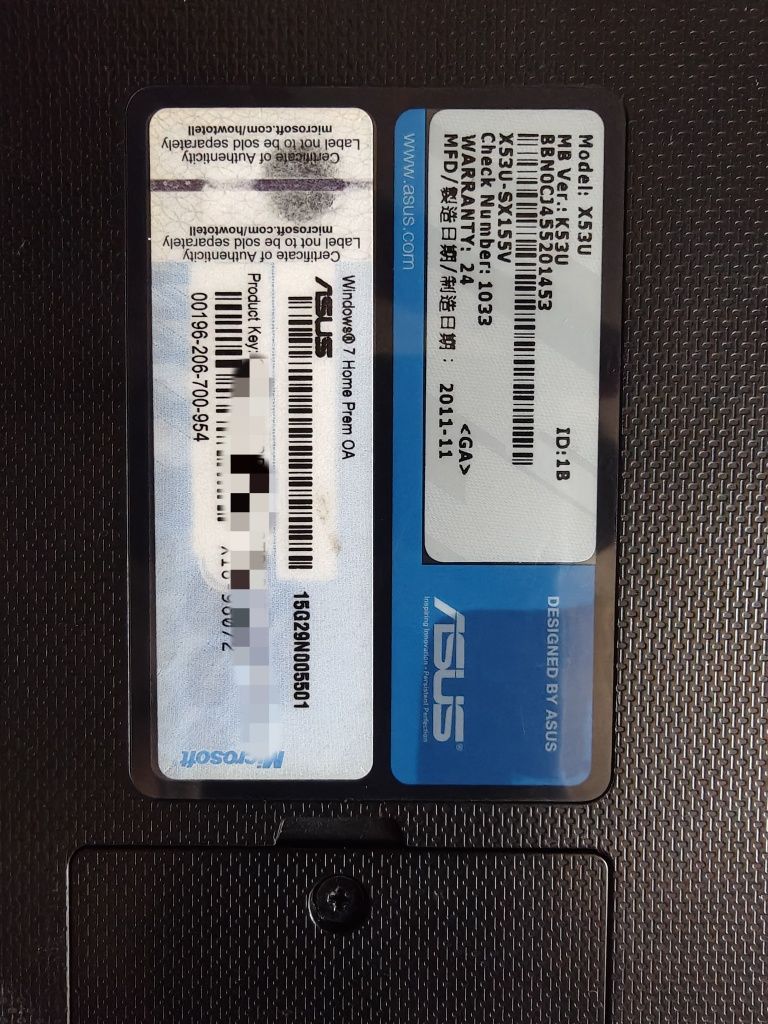 Model: X53U
MB Ver.: K53U
BBN0CJ4555201453
ID:1B
X53U-SX155V
Check Number: 1033
WARRANTY: 24 <GA>
MFD/製造日期/制造日期： 2011-11
www.asus.com
DESIGNED BY ASUS
ASUS®
Inspiring Innovation • Persistent Perfection
Certificate of Authenticity
Label not to be sold separately
microsoft.com/howtotell
Certificate of Authenticity
Label not to be sold separately
microsoft.com/howtotell
Windows® 7 Home Prem OA
ASUS
15029N005501
Product Key:
00196-206-700-954
Microsoft